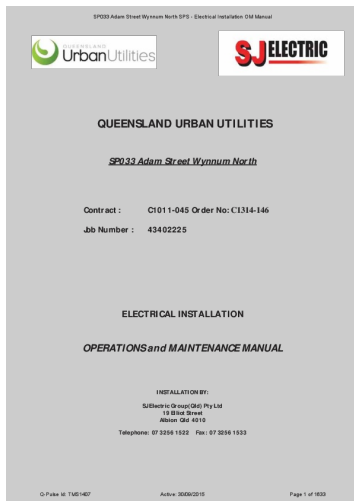 SP033 Adam Street Wynnum North SPS - Electrical Installation OM Manual
QUEENSLAND
UrbanUtilities
SJ ELECTRIC
QUEENSLAND URBAN UTILITIES
SP033 Adam Street Wynnum North
Contract : C1011-045 Order No: C1314-146
Job Number : 43402225
ELECTRICAL INSTALLATION
OPERATIONS and MAINTENANCE MANUAL
INSTALLATION BY:
SJ Electric Group (Qld) Pty Ltd
19 Elliot Street
Albion Qld 4010
Telephone: 07 3256 1522 Fax: 07 3256 1533
Q-Pulse Id: TMS1487
Active: 30/09/2015
Page 1 of 1633